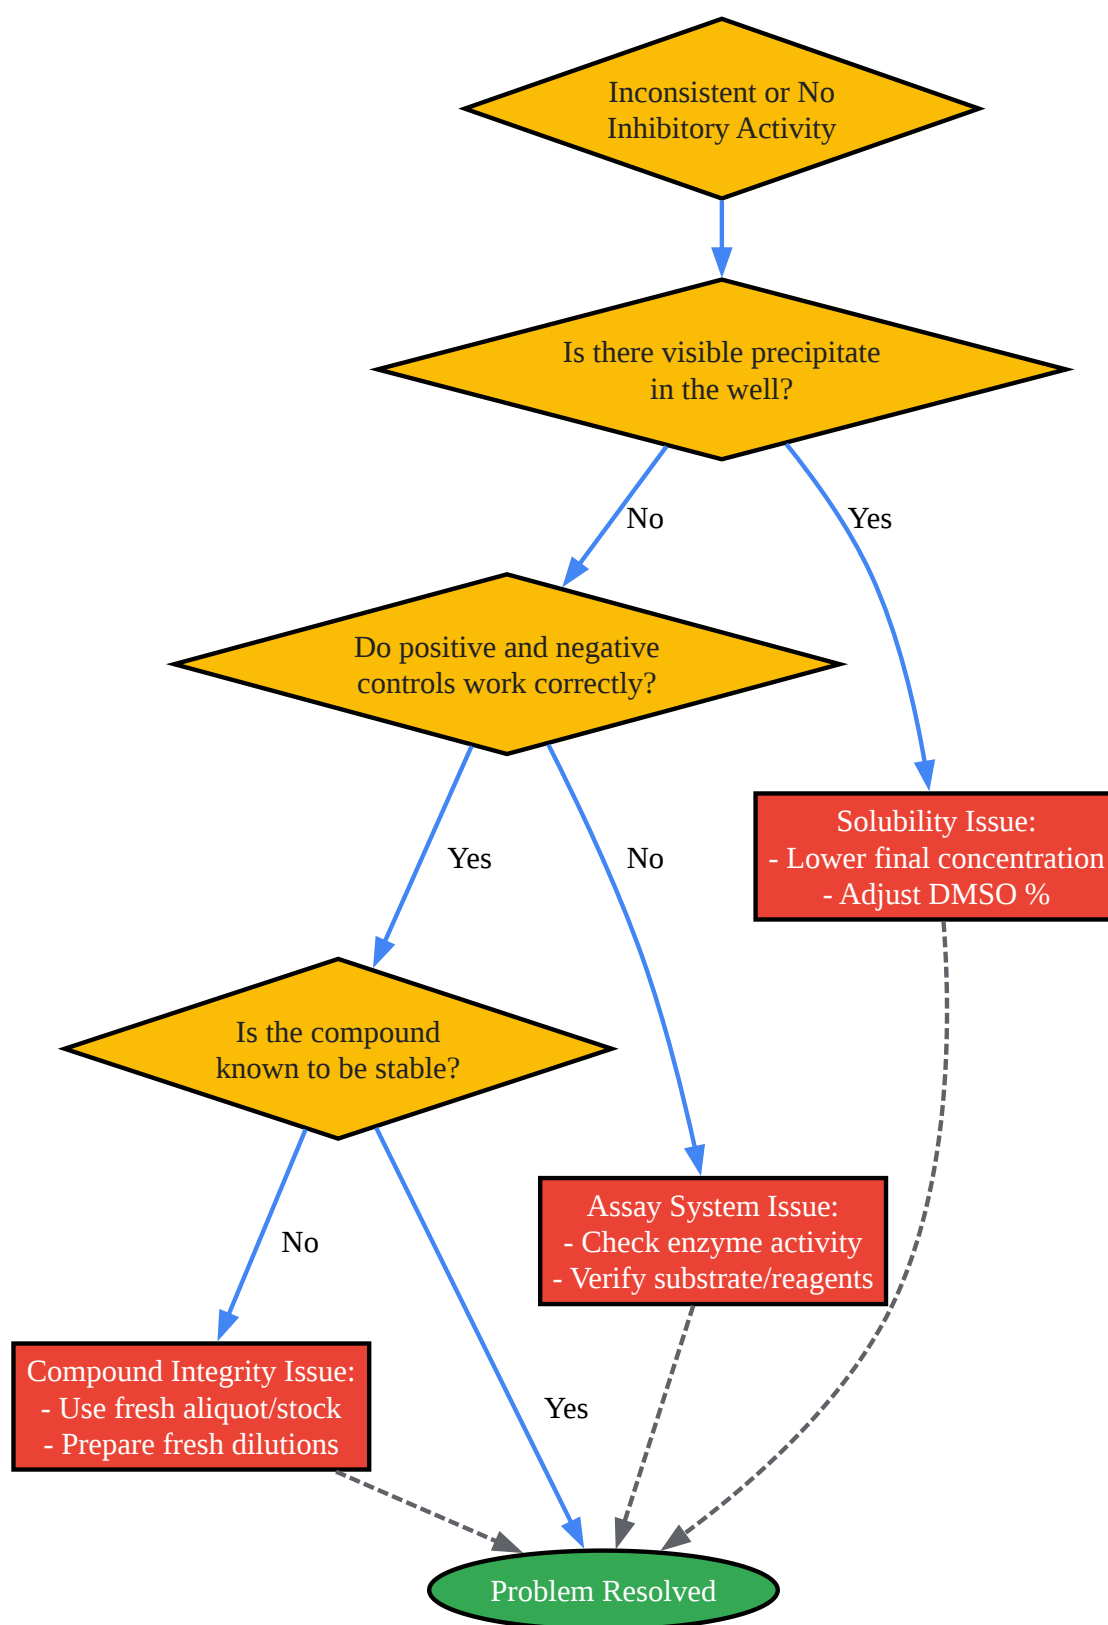 Inconsistent or No
Inhibitory Activity
Is there visible precipitate
in the well?
No
Yes
Do positive and negative
controls work correctly?
Yes
No
Solubility Issue:
- Lower final concentration
- Adjust DMSO %
Is the compound
known to be stable?
No
Yes
Assay System Issue:
- Check enzyme activity
- Verify substrate/reagents
Compound Integrity Issue:
- Use fresh aliquot/stock
- Prepare fresh dilutions
Problem Resolved